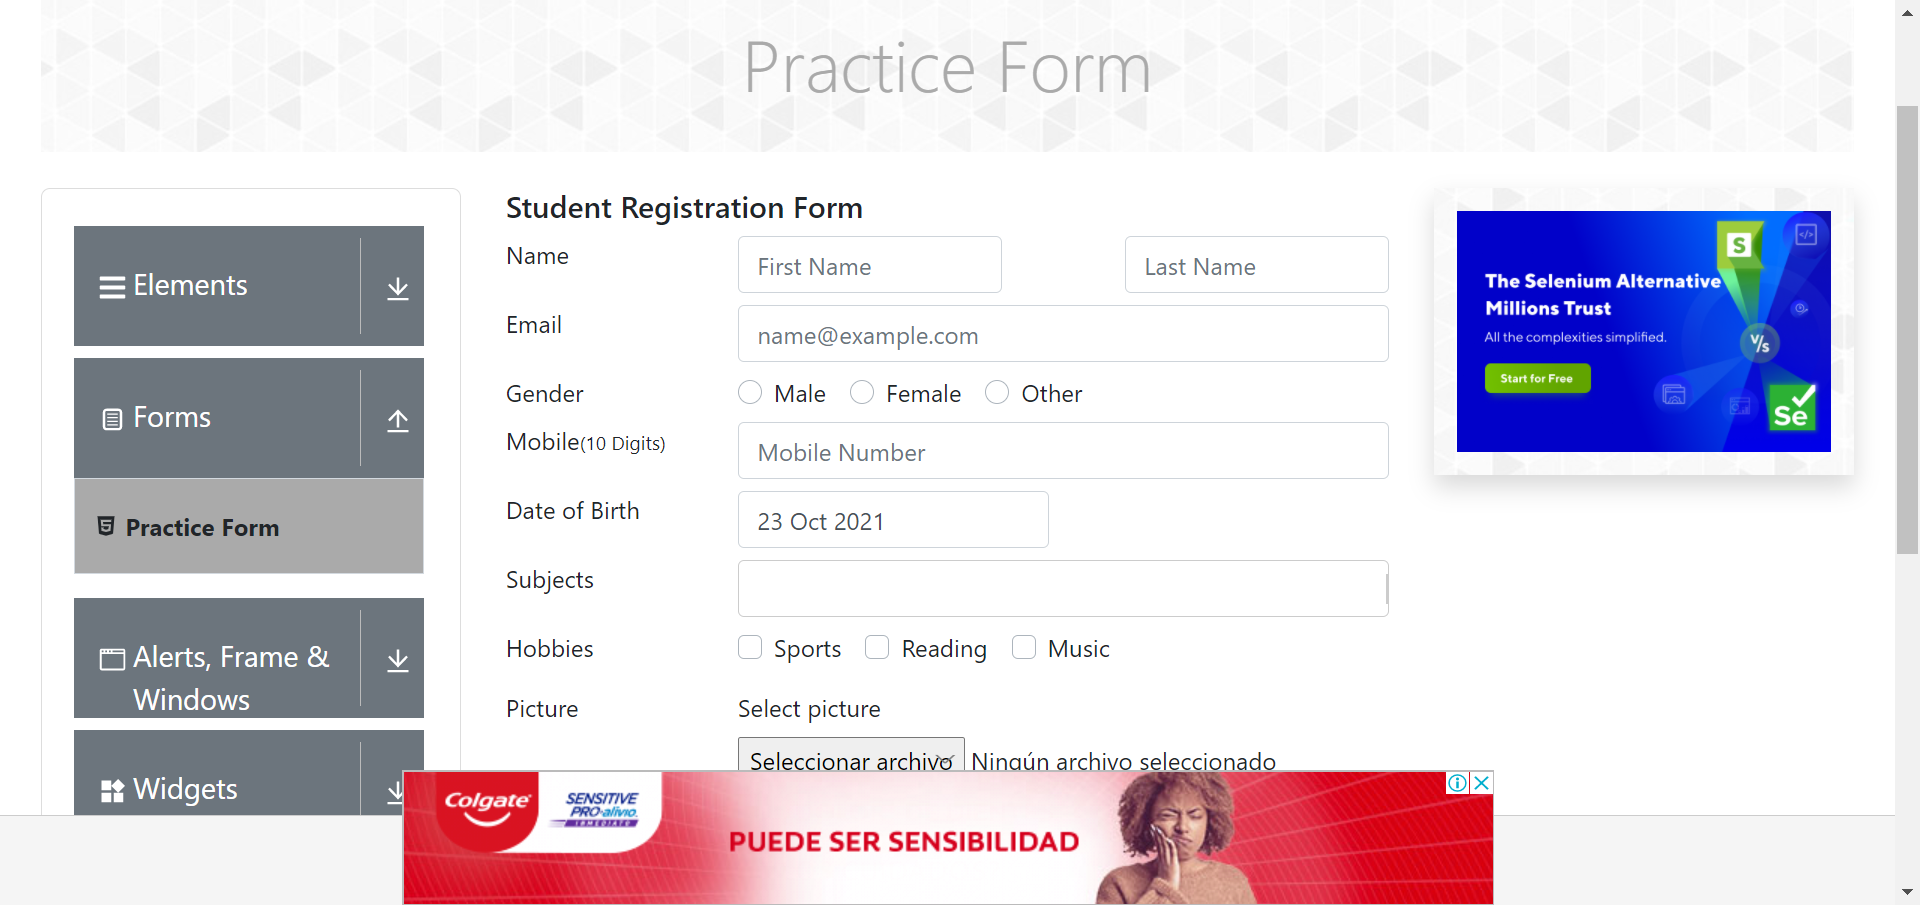 Practice Form
Elements
Forms
Practice Form
Alerts, Frame &
Windows
Widgets
Student Registration Form
Name
First Name
Last Name
Email
name@example.com
Gender
Male
Female
Other
Mobile(10 Digits)
Mobile Number
Date of Birth
23 Oct 2021
Subjects
Hobbies
Sports
Reading
Music
Picture
Select picture
Seleccionar archivo
Ningún archivo seleccionado
The Selenium Alternative
Millions Trust
All the complexities simplified.
Start for Free
S
V/s
Se
Colgate
SENSITIVE
PRO-alivio
INMEDIATO
PUEDE SER SENSIBILIDAD